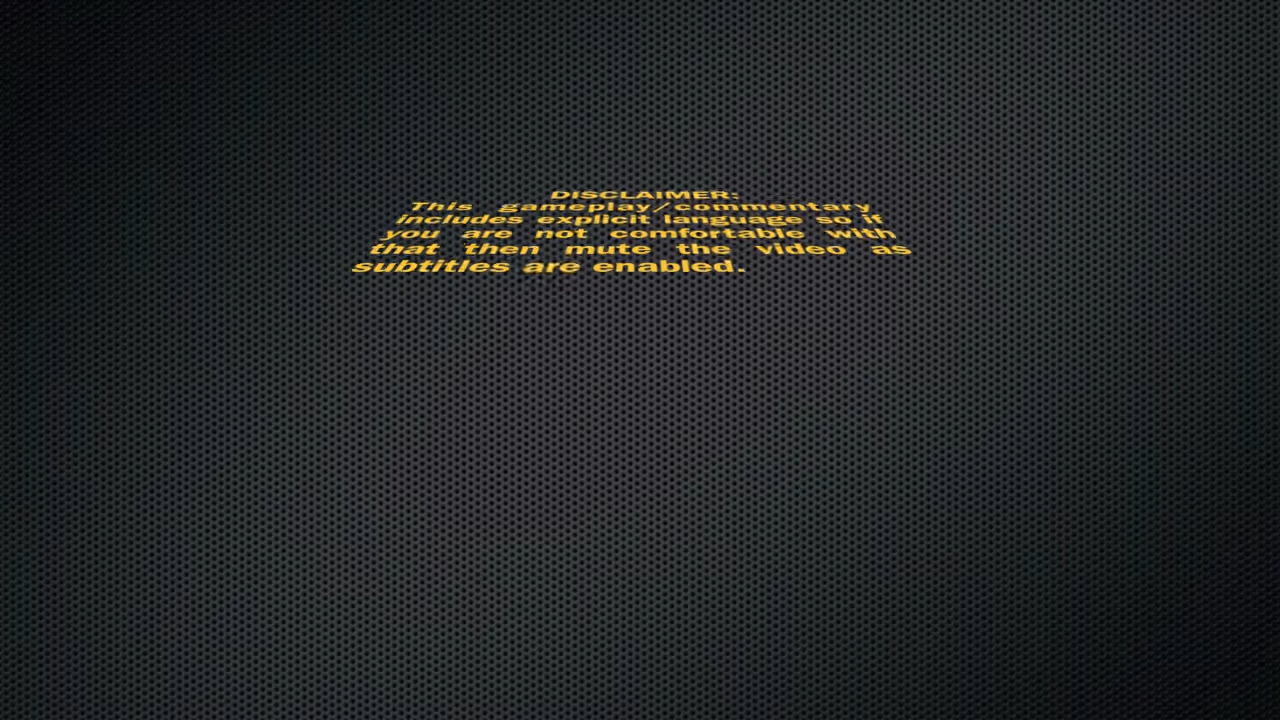 DISCLAIMER:
This gameplay/commentary
includes explicit language so if
you are not comfortable with
that then mute the video as
subtitles are enabled.